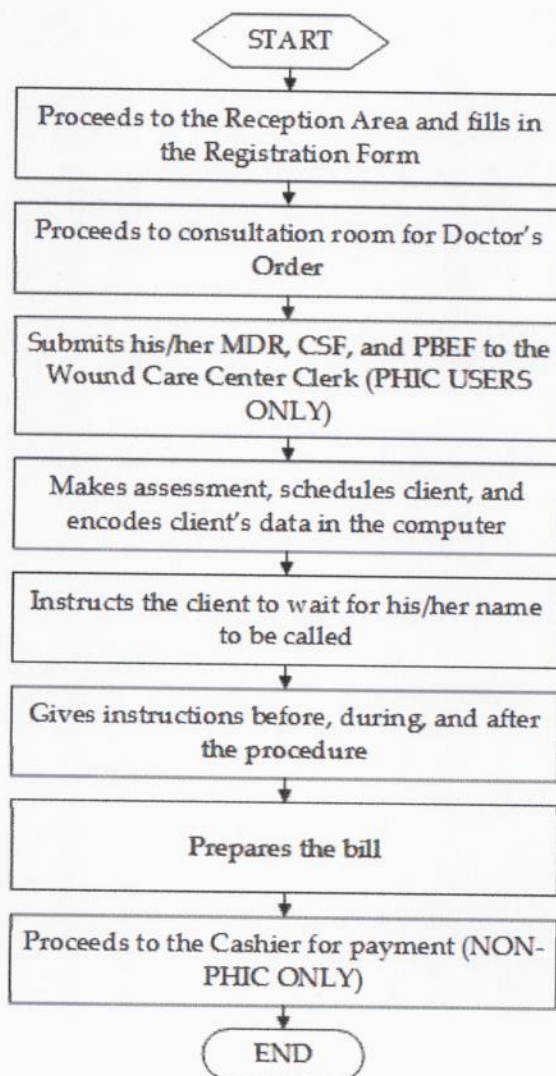 START
Proceeds to the Reception Area and fills in
the Registration Form
Proceeds to consultation room for Doctor's
Order
Submits his/her MDR, CSF, and PBEF to the
Wound Care Center Clerk (PHIC USERS
ONLY)
Makes assessment, schedules client, and
encodes client's data in the computer
Instructs the client to wait for his/her name
to be called
Gives instructions before, during, and after
the procedure
Prepares the bill
Proceeds to the Cashier for payment (NON-
PHIC ONLY)
END